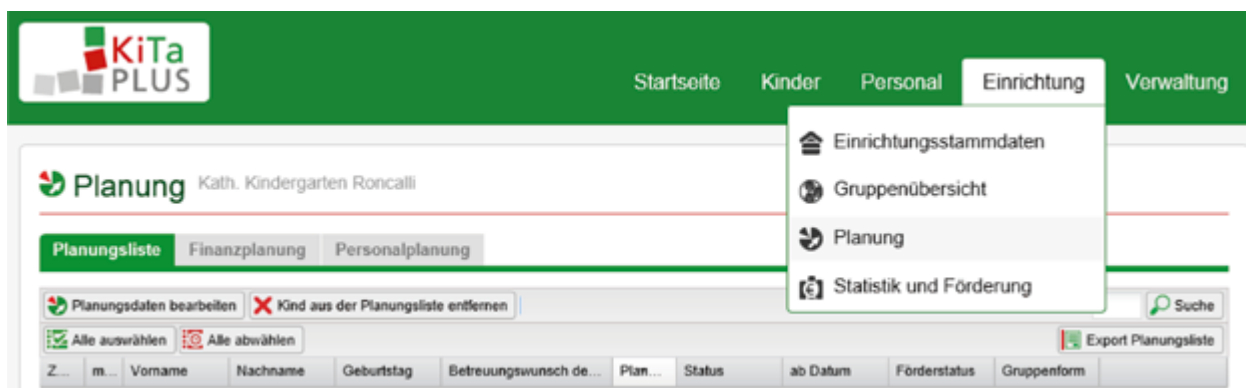 KiTa
PLUS
Startseite Kinder Personal Einrichtung Verwaltung
Einrichtungsstammdaten
Gruppenübersicht
Planung
Statistik und Förderung
Planung Kath. Kindergarten Roncalli
Planungsliste Finanzplanung Personalplanung
Planungsdaten bearbeiten Kind aus der Planungsliste entfernen Suche
Alle auswählen Alle abwählen Export Planungsliste
Z... m... Vorname Nachname Geburtstag Betreuungswunsch de... Plan... Status ab Datum Förderstatus Gruppenform